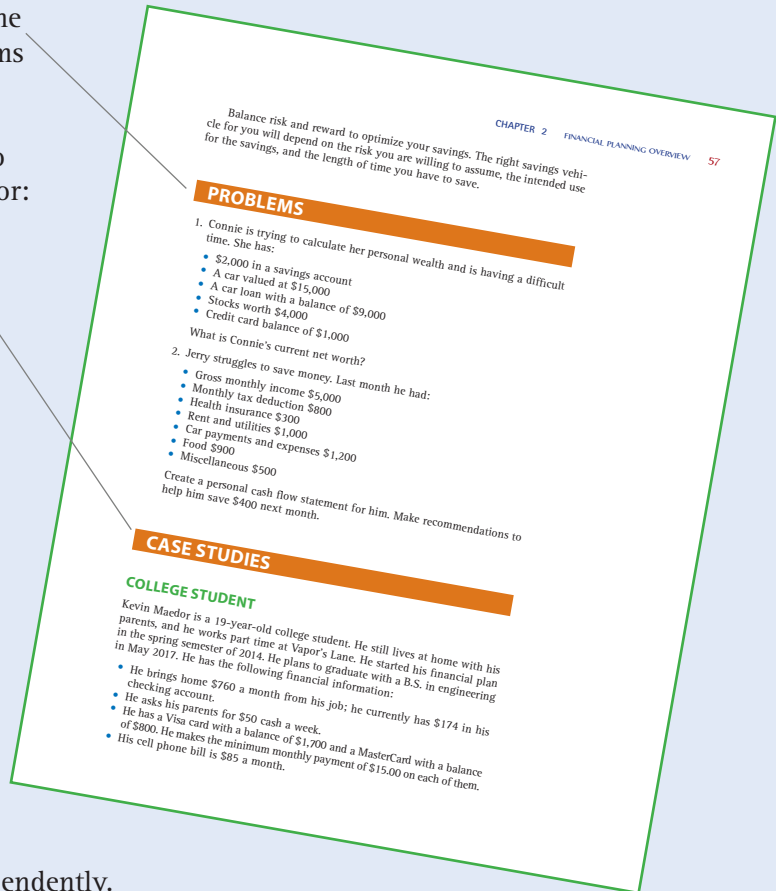 CHAPTER 2 FINANCIAL PLANNING OVERVIEW 57
Balance risk and reward to optimize your savings. The right savings vehi-
cle for you will depend on the risk you are willing to assume, the intended use
for the savings, and the length of time you have to save.
PROBLEMS
1. Connie is trying to calculate her personal wealth and is having a difficult
time. She has:
• $2,000 in a savings account
• A car valued at $15,000
• A car loan with a balance of $9,000
• Stocks worth $4,000
• Credit card balance of $1,000
What is Connie's current net worth?
2. Jerry struggles to save money. Last month he had:
• Gross monthly income $5,000
• Monthly tax deduction $800
• Health insurance $300
• Rent and utilities $1,000
• Car payments and expenses $1,200
• Food $900
• Miscellaneous $500
Create a personal cash flow statement for him. Make recommendations to
help him save $400 next month.
CASE STUDIES
COLLEGE STUDENT
Kevin Maedor is a 19-year-old college student. He still lives at home with his
parents, and he works part time at Vapor's Lane. He started his financial plan
in the spring semester of 2014. He plans to graduate with a B.S. in engineering
in May 2017. He has the following financial information:
• He brings home $760 a month from his job; he currently has $174 in his
checking account.
• He asks his parents for $50 cash a week.
• He has a Visa card with a balance of $1,700 and a MasterCard with a balance
of $800. He makes the minimum monthly payment of $15.00 on each of them.
• His cell phone bill is $85 a month.
or: